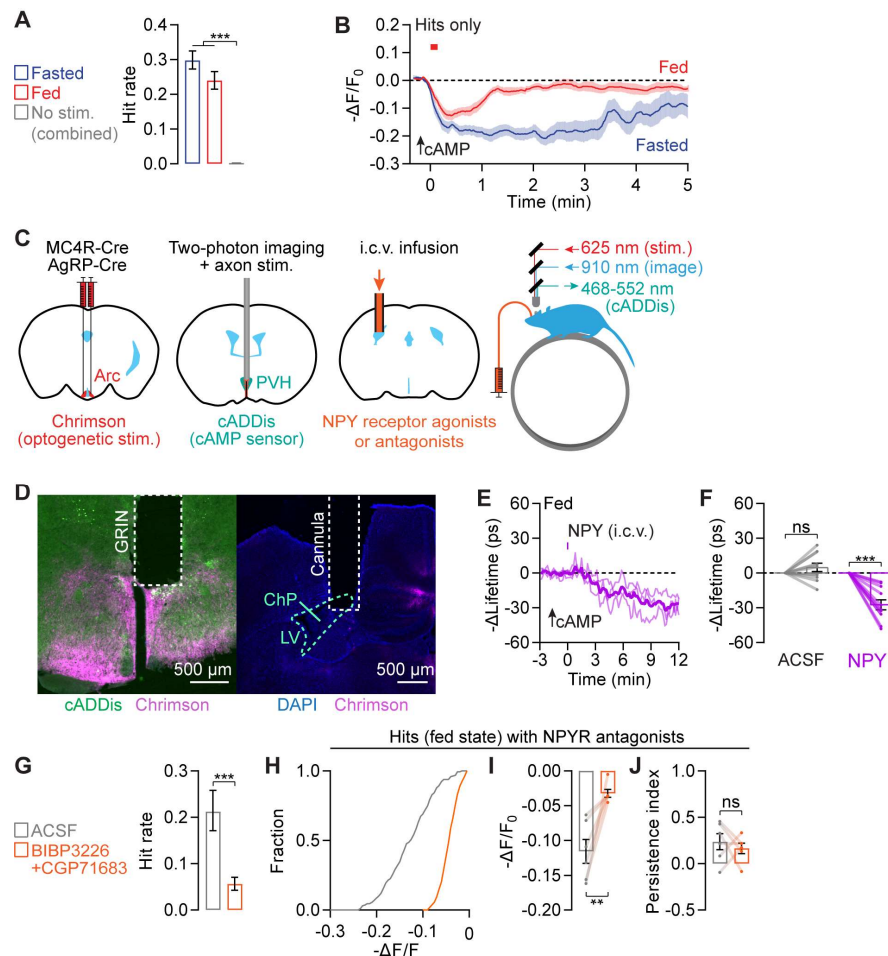 A
Hit rate
0.4
0.3
0.2
0.1
0.0
***
Fasted
Fed
No stim.
(combined)
B
Hits only
-ΔF/F0
0.2
0.1
0.0
-0.1
-0.2
-0.3
Fed
Fasted
cAMP
0 1 2 3 4 5
Time (min)
C
MC4R-Cre
AgRP-Cre
Arc
Chrimson
(optogenetic stim.)
Two-photon imaging
+ axon stim.
PVH
cADDis
(cAMP sensor)
i.c.v. infusion
NPY receptor agonists
or antagonists
625 nm (stim.)
910 nm (image)
468-552 nm
(cADDis)
D
GRIN
500 µm
cADDis Chrimson
Cannula
ChP
LV
500 µm
DAPI Chrimson
E
-ΔLifetime (ps)
60
30
0
-30
-60
Fed
NPY (i.c.v.)
cAMP
-3 0 3 6 9 12
Time (min)
F
-ΔLifetime (ps)
60
30
0
-30
-60
ns
***
ACSF
NPY
Hits (fed state) with NPYR antagonists
G
ACSF
BIBP3226
+CGP71683
Hit rate
0.3
0.2
0.1
0.0
***
H
Fraction
1.0
0.5
0.0
-0.3 -0.2 -0.1 0
-ΔF/F
I
-ΔF/F0
0.00
-0.05
-0.10
-0.15
-0.20
**
J
Persistence index
1.0
0.5
0.0
-0.5
ns